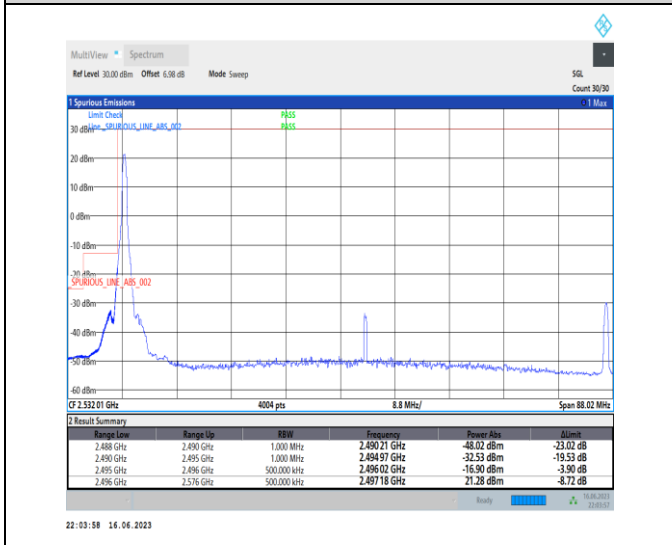 MultiView Spectrum
Ref Level 30.00 dBm Offset 6.98 dB Mode Sweep SGL
Count 30/30
1 Spurious Emissions 1 Max
Limit Check PASS
30 dBm Line _SPURIOUS_LINE_ABS_002 PASS
20 dBm
10 dBm
0 dBm
-10 dBm
-20 dBm
_SPURIOUS_LINE_ABS_002
-30 dBm
-40 dBm
-50 dBm
-60 dBm
CF 2.532 01 GHz 4004 pts 8.8 MHz/ Span 88.02 MHz
2 Result Summary
Range Low Range Up RBW Frequency Power Abs ΔLimit
2.488 GHz 2.490 GHz 1.000 MHz 2.490 21 GHz -48.02 dBm -23.02 dB
2.490 GHz 2.495 GHz 1.000 MHz 2.494 97 GHz -32.53 dBm -19.53 dB
2.495 GHz 2.496 GHz 500.000 kHz 2.496 02 GHz -16.90 dBm -3.90 dB
2.496 GHz 2.576 GHz 500.000 kHz 2.497 18 GHz 21.28 dBm -8.72 dB
Ready 16.06.2023
22:03:57
22:03:58 16.06.2023